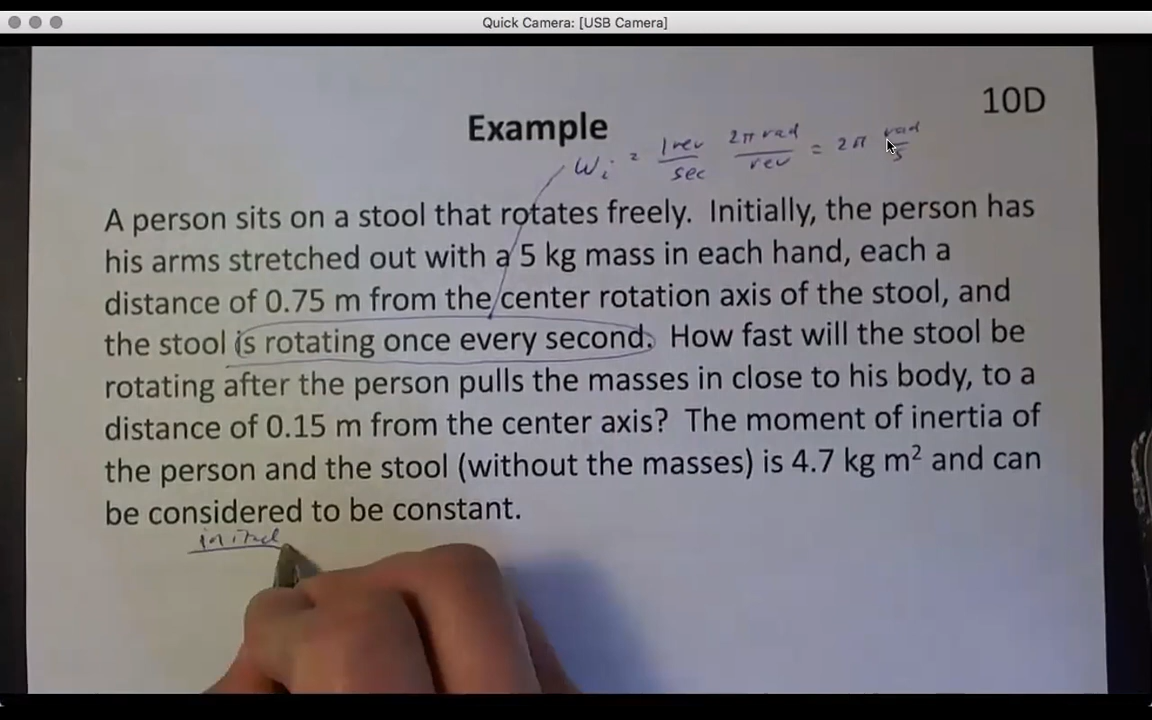 Quick Camera: [USB Camera]
10D
Example
ωi = 1 rev/sec 2π rad/rev = 2π rad/s
A person sits on a stool that rotates freely. Initially, the person has
his arms stretched out with a 5 kg mass in each hand, each a
distance of 0.75 m from the center rotation axis of the stool, and
the stool is rotating once every second. How fast will the stool be
rotating after the person pulls the masses in close to his body, to a
distance of 0.15 m from the center axis? The moment of inertia of
the person and the stool (without the masses) is 4.7 kg m² and can
be considered to be constant.
initial